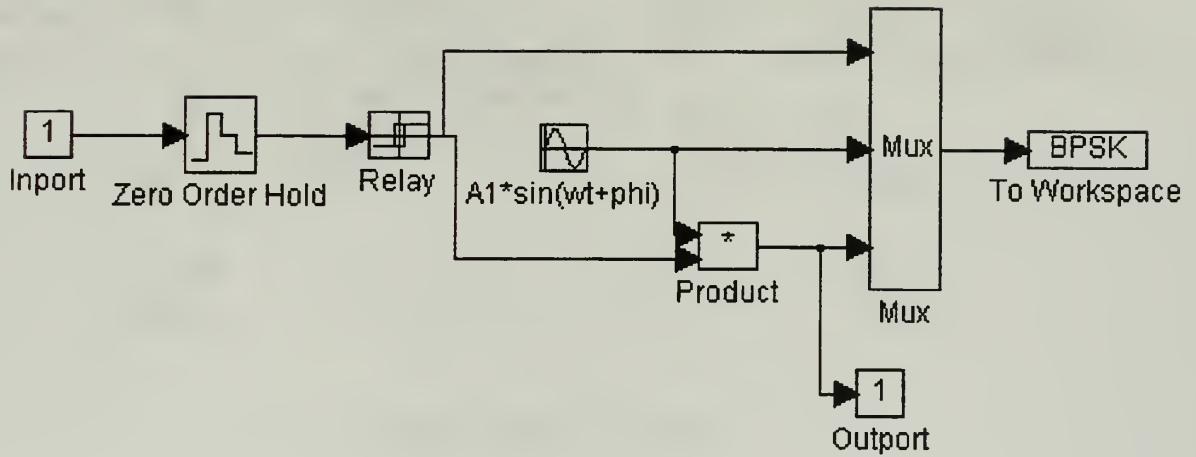 1
Inport
Zero Order Hold
Relay
A1*sin(wt+phi)
*
Product
Mux
Mux
BPSK
To Workspace
1
Outport